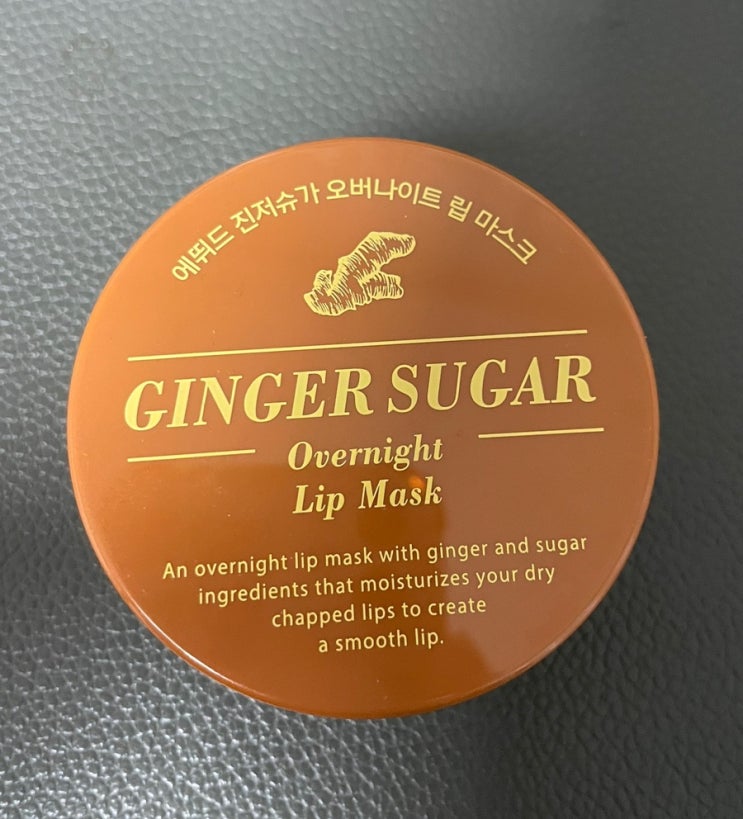 에뛰드 진저슈가 오버나이트 립 마스크
GINGER SUGAR
Overnight
Lip Mask
An overnight lip mask with ginger and sugar
ingredients that moisturizes your dry
chapped lips to create
a smooth lip.